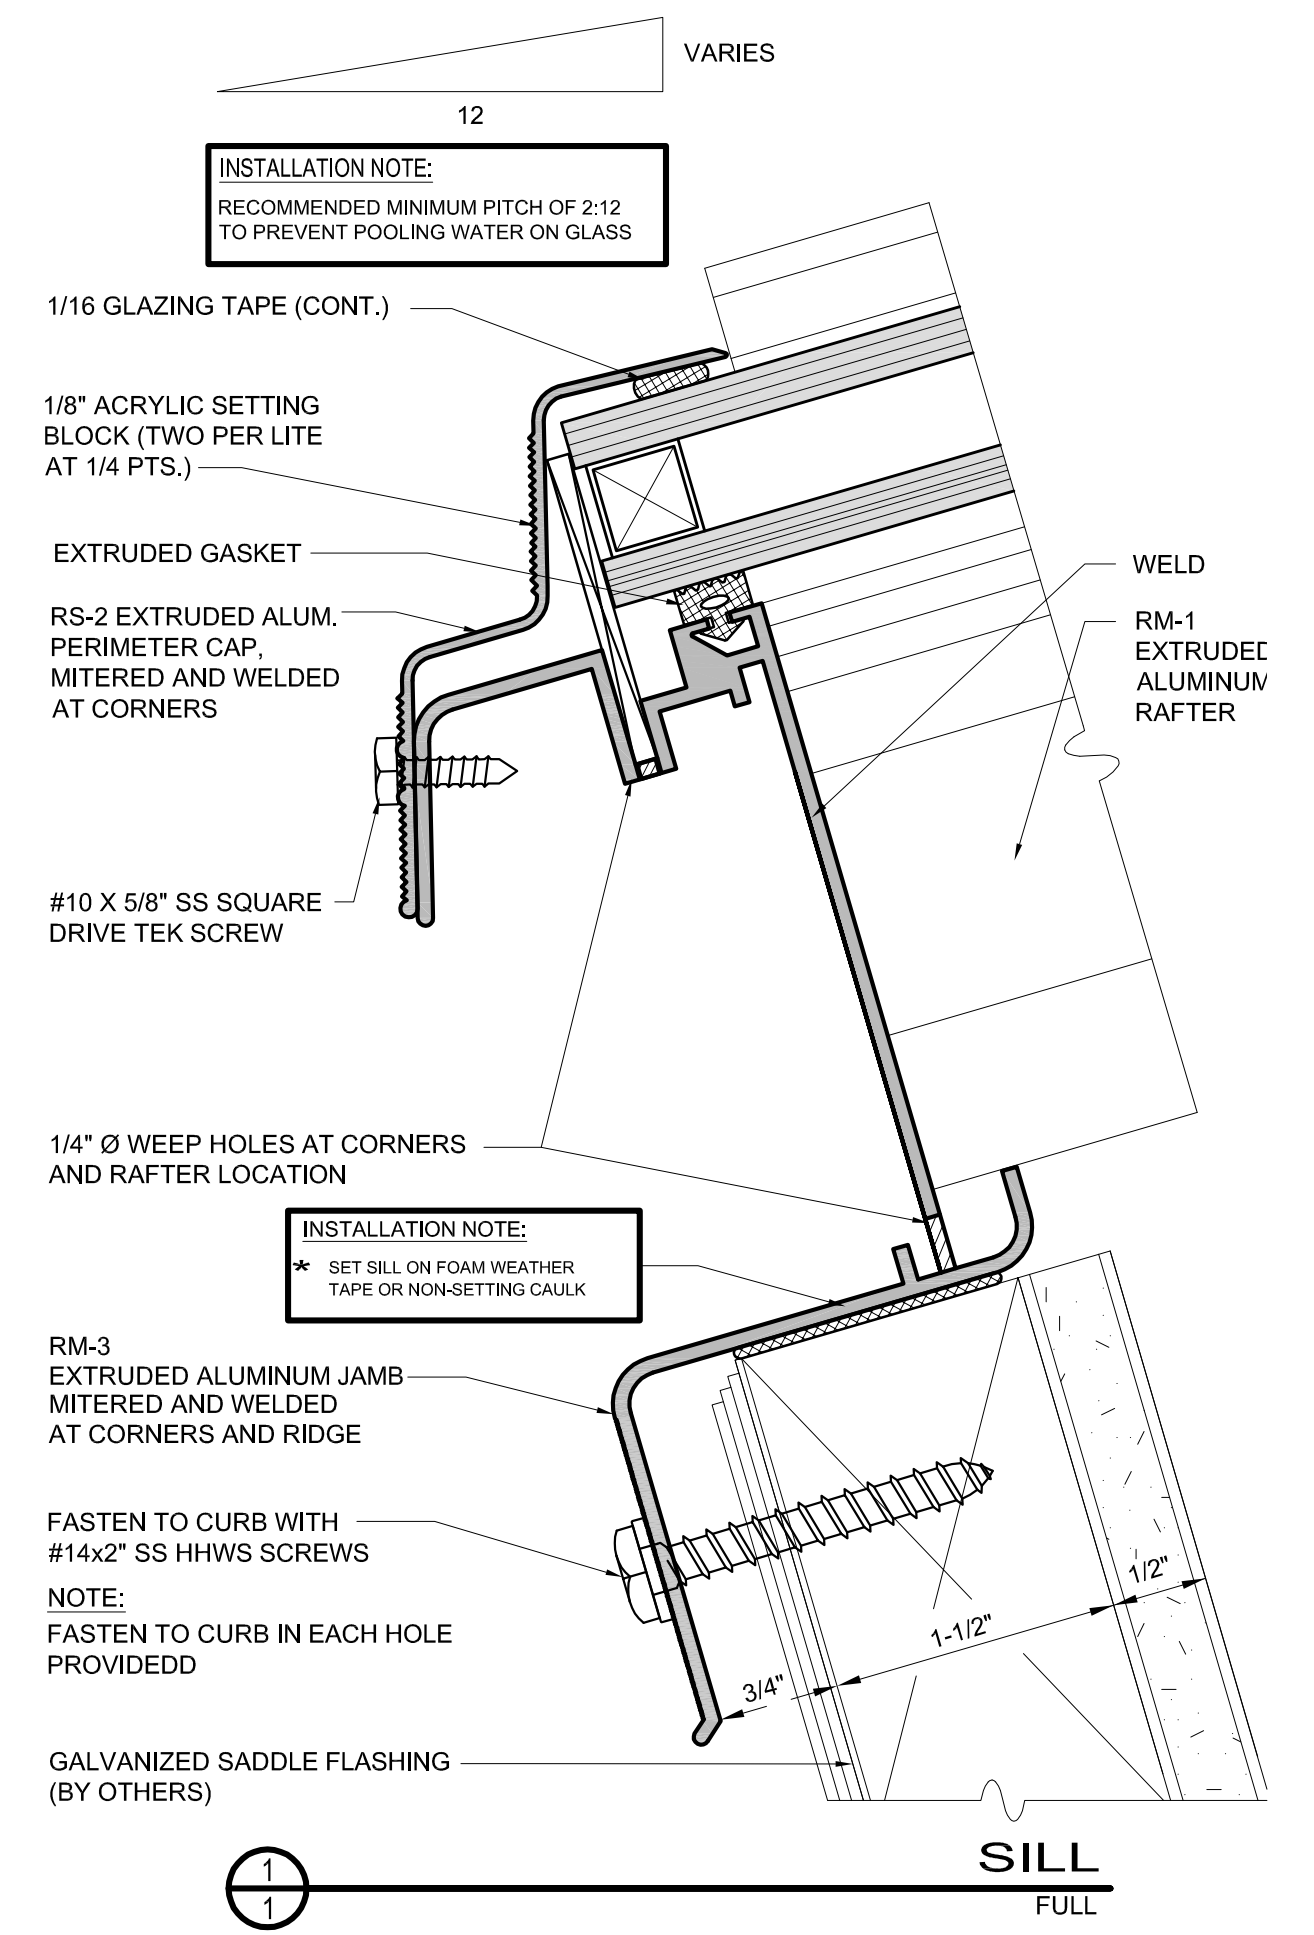 VARIES
12
INSTALLATION NOTE:
RECOMMENDED MINIMUM PITCH OF 2:12
TO PREVENT POOLING WATER ON GLASS
1/16 GLAZING TAPE (CONT.)
1/8" ACRYLIC SETTING
BLOCK (TWO PER LITE
AT 1/4 PTS.)
EXTRUDED GASKET
RS-2 EXTRUDED ALUM.
PERIMETER CAP,
MITERED AND WELDED
AT CORNERS
WELD
RM-1
EXTRUDED
ALUMINUM
RAFTER
#10 X 5/8" SS SQUARE
DRIVE TEK SCREW
1/4" Ø WEEP HOLES AT CORNERS
AND RAFTER LOCATION
INSTALLATION NOTE:
* SET SILL ON FOAM WEATHER
TAPE OR NON-SETTING CAULK
RM-3
EXTRUDED ALUMINUM JAMB
MITERED AND WELDED
AT CORNERS AND RIDGE
FASTEN TO CURB WITH
#14x2" SS HHWS SCREWS
NOTE:
FASTEN TO CURB IN EACH HOLE
PROVIDEDD
3/4"
1-1/2"
1/2"
GALVANIZED SADDLE FLASHING
(BY OTHERS)
1
1
SILL
FULL